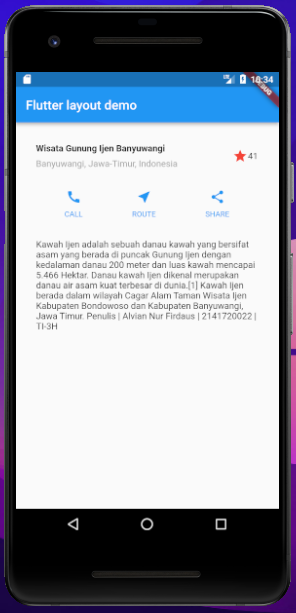 18:34
DEBUG
Flutter layout demo
Wisata Gunung Ijen Banyuwangi
Banyuwangi, Jawa-Timur, Indonesia
41
CALL
ROUTE
SHARE
Kawah Ijen adalah sebuah danau kawah yang bersifat
asam yang berada di puncak Gunung Ijen dengan
kedalaman danau 200 meter dan luas kawah mencapai
5.466 Hektar. Danau kawah Ijen dikenal merupakan
danau air asam kuat terbesar di dunia.[1] Kawah Ijen
berada dalam wilayah Cagar Alam Taman Wisata Ijen
Kabupaten Bondowoso dan Kabupaten Banyuwangi,
Jawa Timur. Penulis | Alvian Nur Firdaus | 2141720022 |
TI-3H